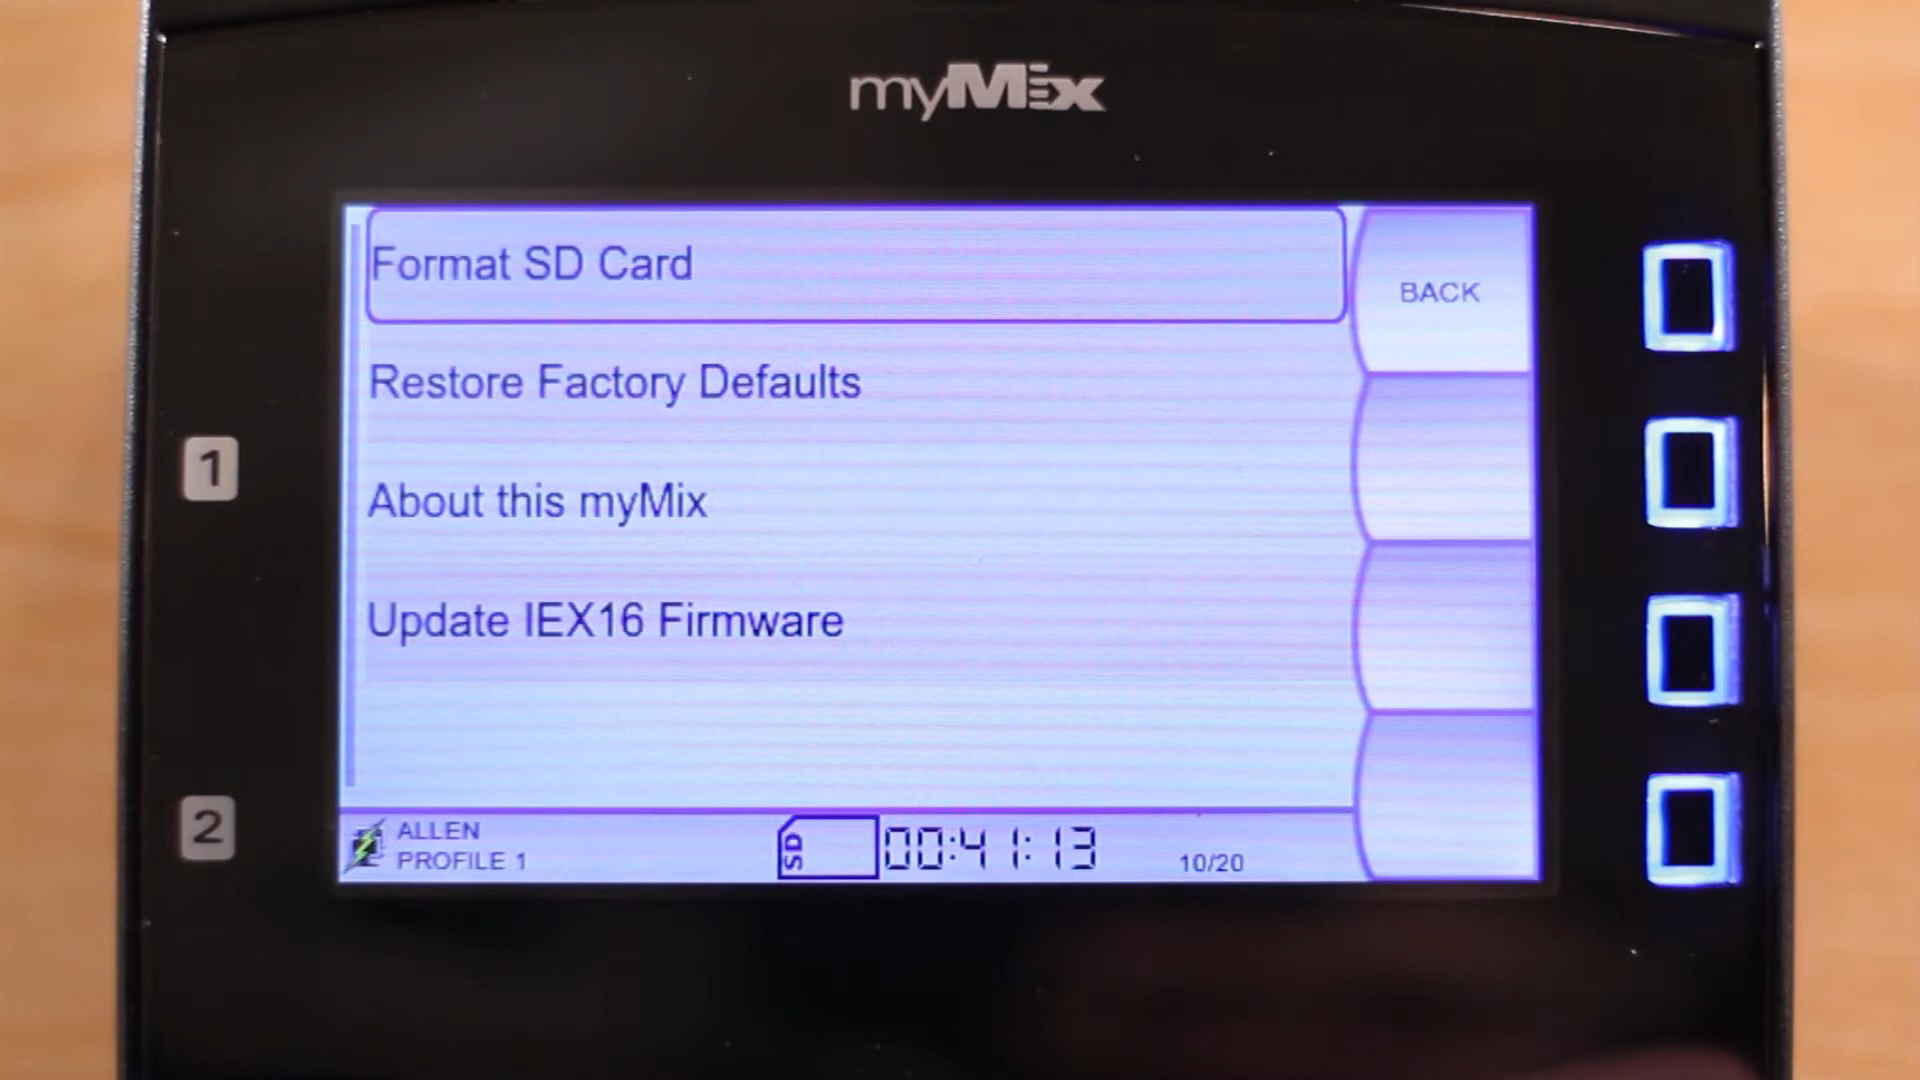 myMix
Format SD Card
BACK
Restore Factory Defaults
1
About this myMix
Update IEX16 Firmware
2
ALLEN
PROFILE 1
SD
00:41:13
10/20